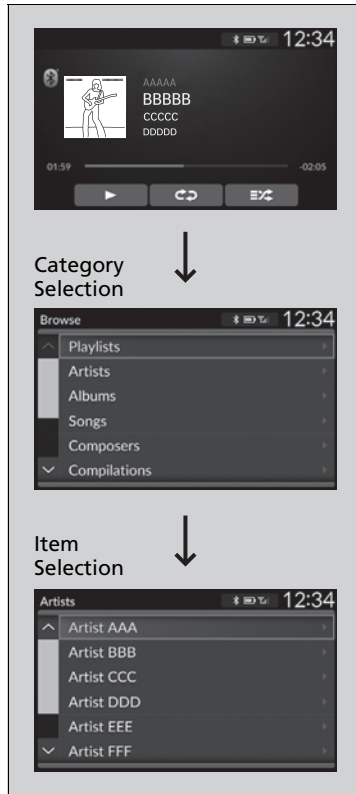 12:34
AAAAA
BBBBB
CCCCC
DDDDD
01:59 -02:05
Category
Selection
Browse 12:34
Playlists
Artists
Albums
Songs
Composers
Compilations
Item
Selection
Artists 12:34
Artist AAA
Artist BBB
Artist CCC
Artist DDD
Artist EEE
Artist FFF